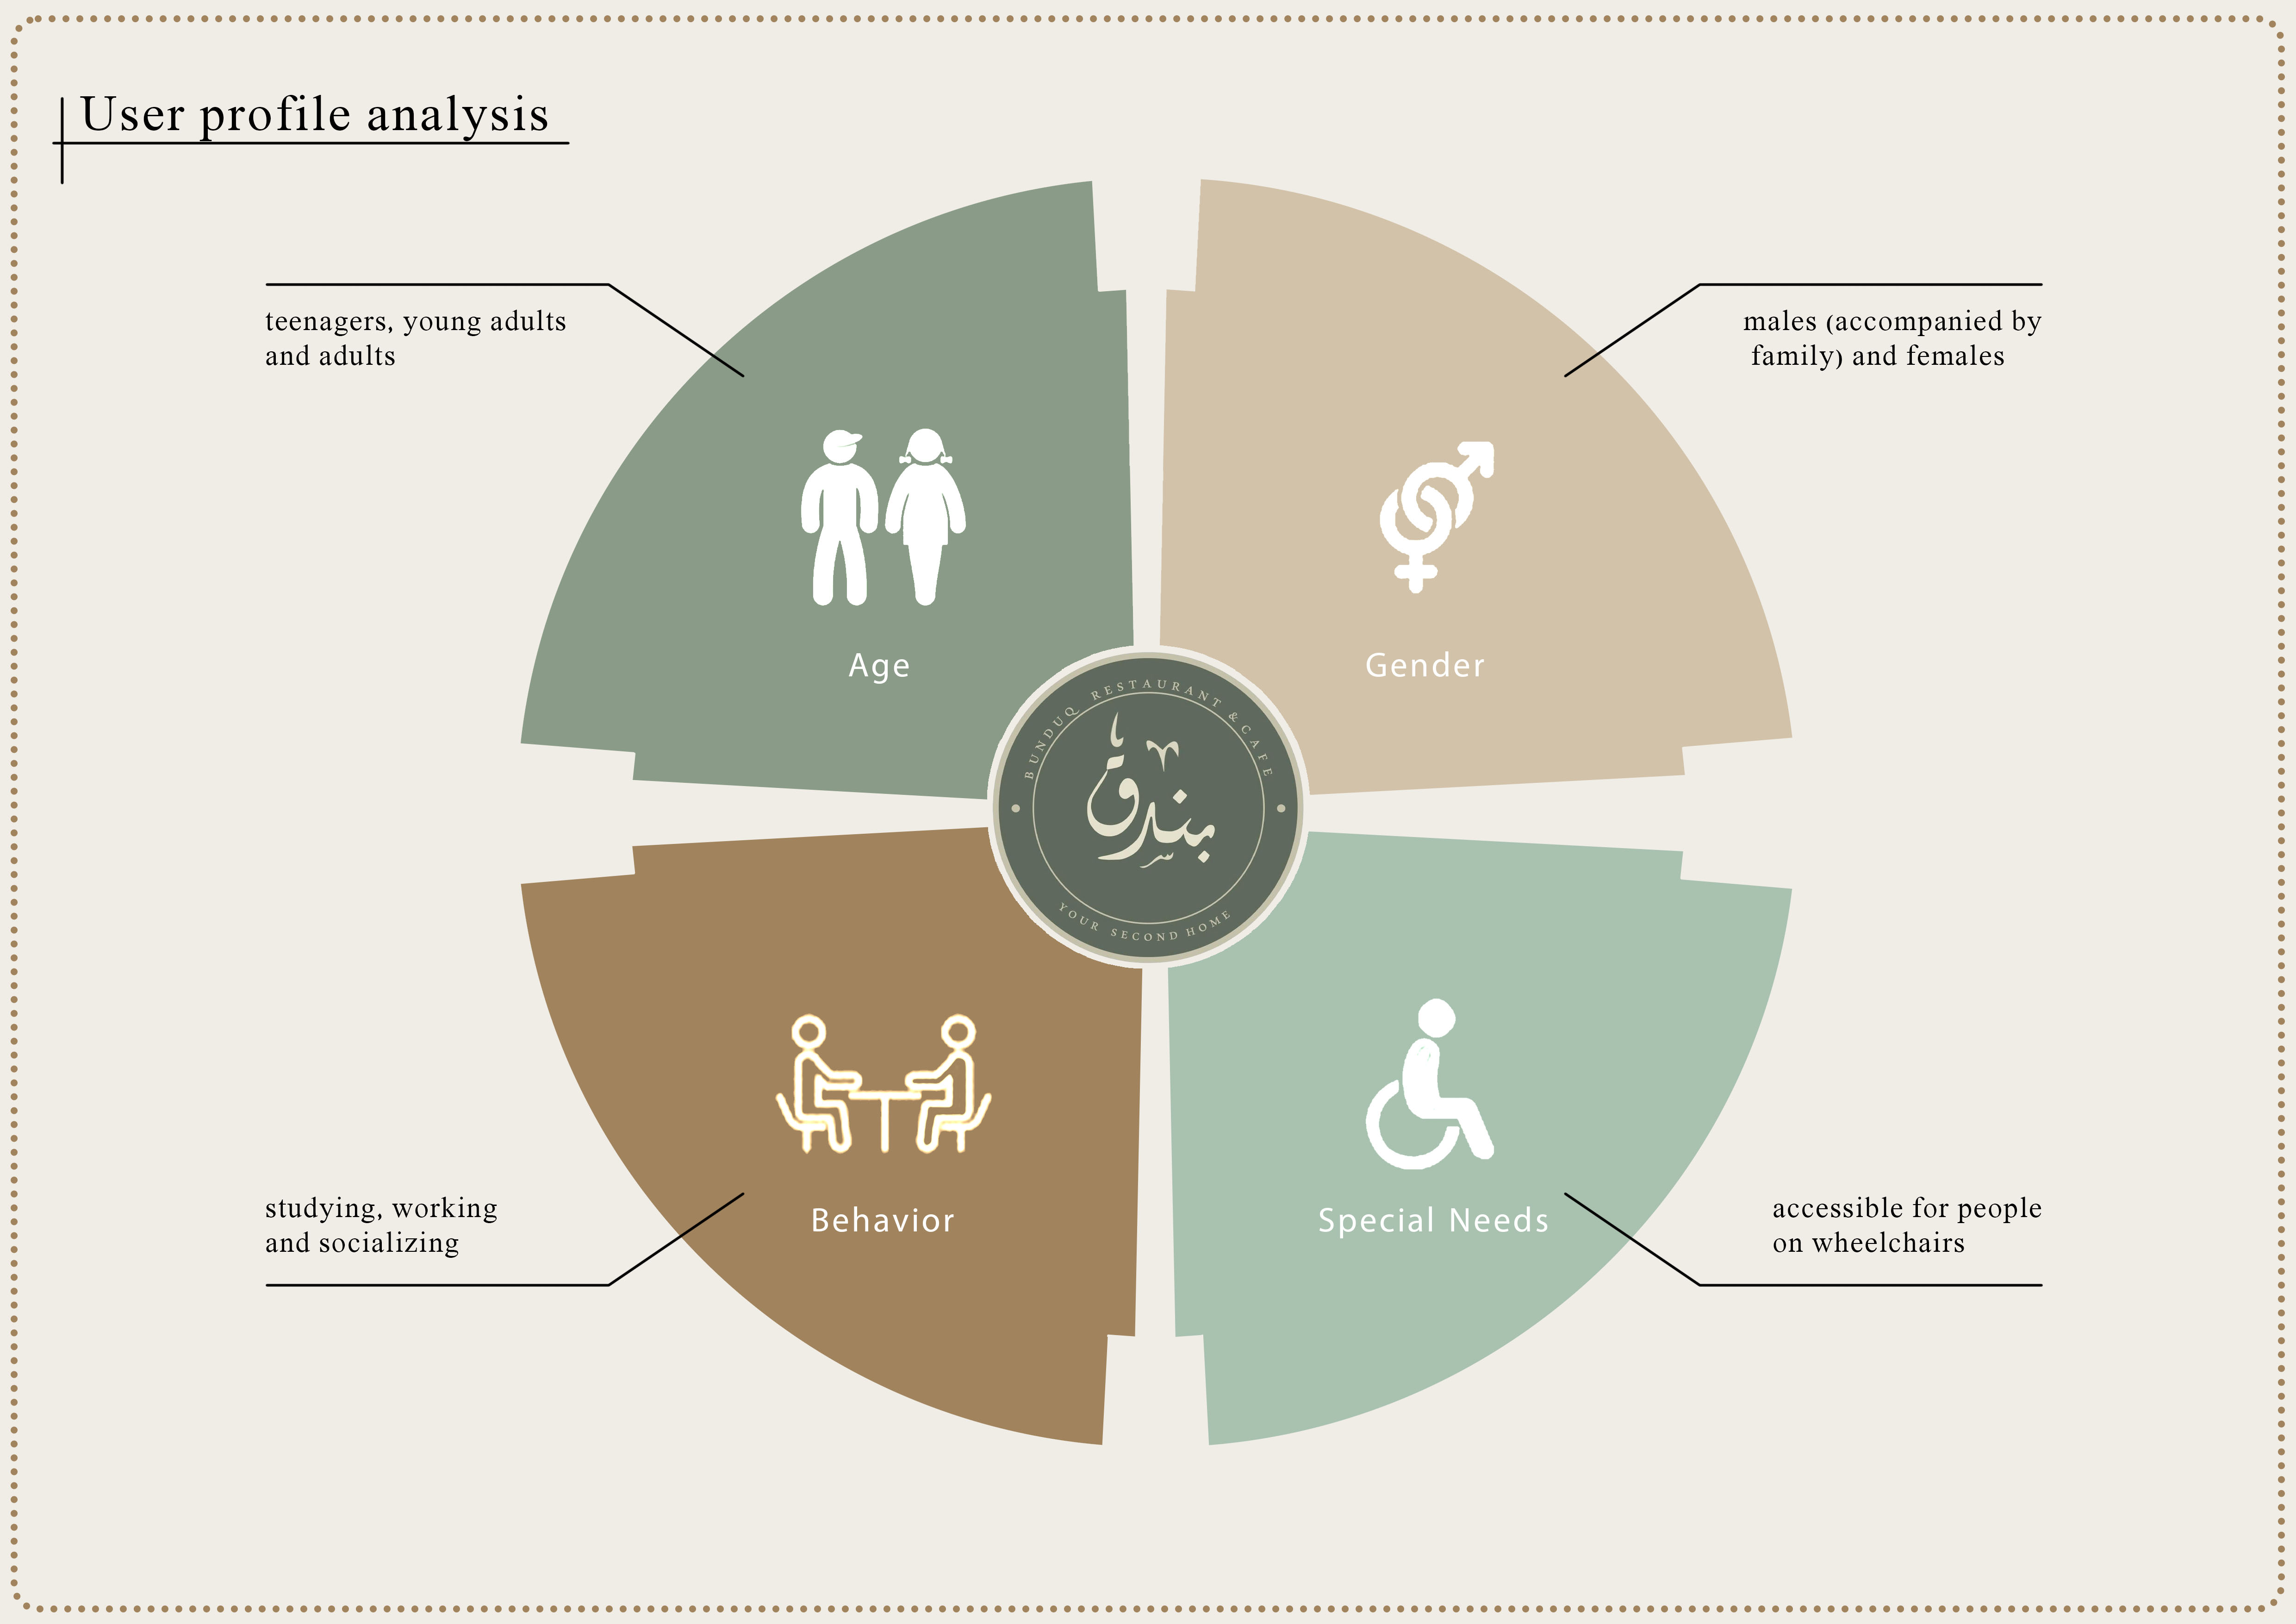 User profile analysis
teenagers, young adults
and adults
males (accompanied by
family) and females
Age
Gender
BUNDUQ RESTAURANT & CAFE
بندق
YOUR SECOND HOME
studying, working
and socializing
Behavior
Special Needs
accessible for people
on wheelchairs